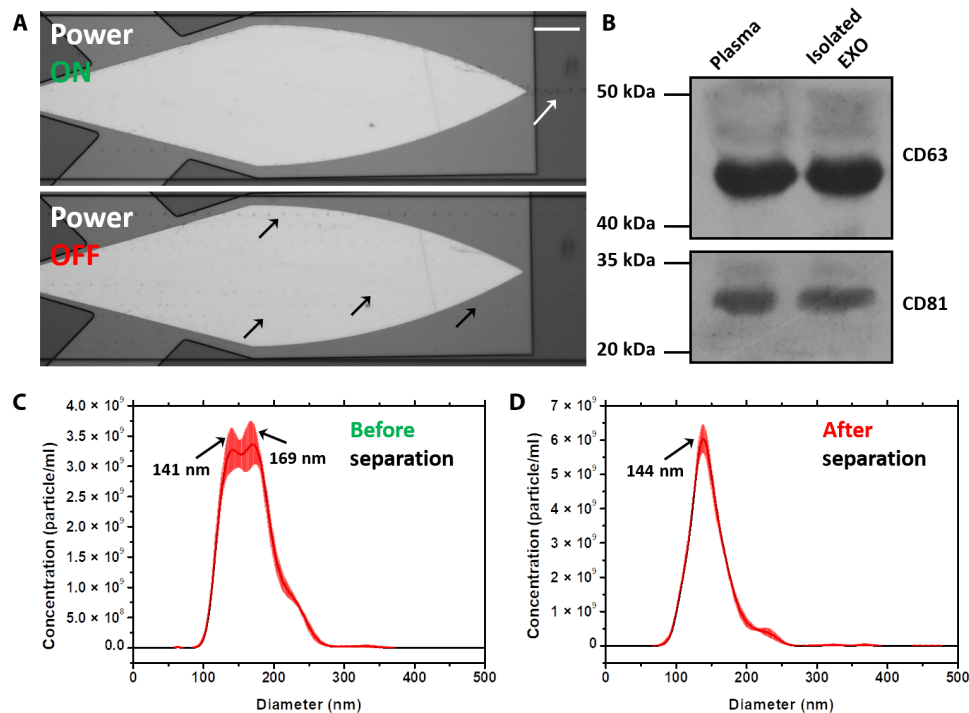 A
Power
ON
Power
OFF
B
Plasma
Isolated
EXO
50 kDa
40 kDa
CD63
35 kDa
20 kDa
CD81
C
Concentration (particle/ml)
4.0 × 10⁹
3.5 × 10⁹
3.0 × 10⁹
2.5 × 10⁹
2.0 × 10⁹
1.5 × 10⁹
1.0 × 10⁹
5.0 × 10⁸
0.0
141 nm
169 nm
Before
separation
0 100 200 300 400 500
Diameter (nm)
D
Concentration (particle/ml)
7 × 10⁹
6 × 10⁹
5 × 10⁹
4 × 10⁹
3 × 10⁹
2 × 10⁹
1 × 10⁹
0
144 nm
After
separation
0 100 200 300 400 500
Diameter (nm)